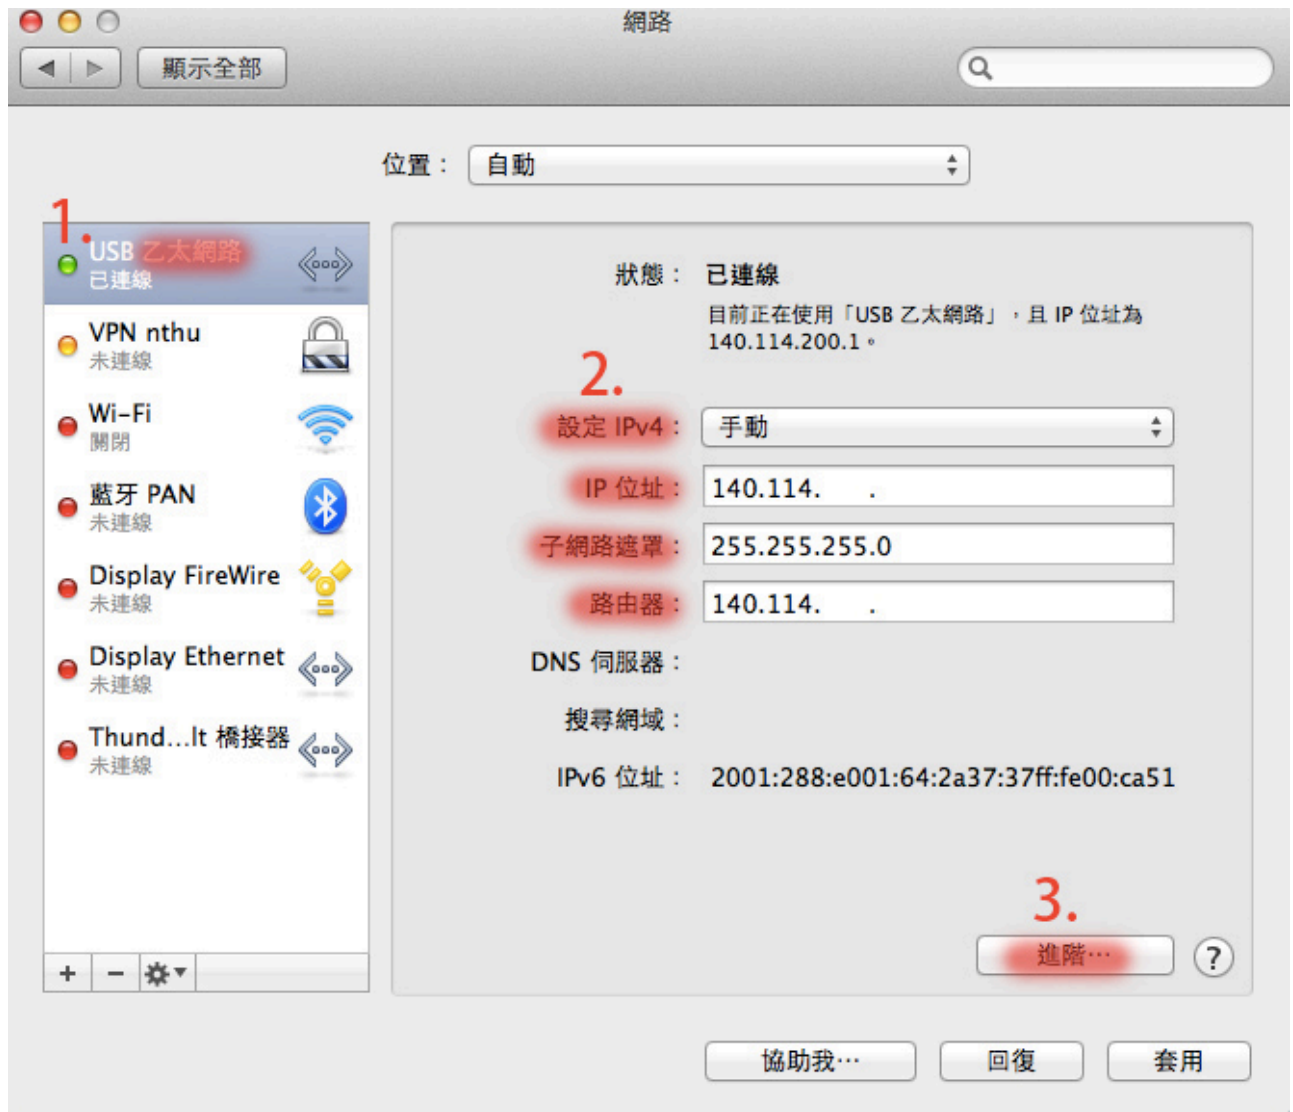 網路
顯示全部
位置： 自動
1.
USB 乙太網路
已連線
VPN nthu
未連線
Wi-Fi
關閉
藍牙 PAN
未連線
Display FireWire
未連線
Display Ethernet
未連線
Thund...lt 橋接器
未連線
狀態： 已連線
目前正在使用「USB 乙太網路」，且 IP 位址為
140.114.200.1。
2.
設定 IPv4： 手動
IP 位址： 140.114. .
子網路遮罩： 255.255.255.0
路由器： 140.114. .
DNS 伺服器：
搜尋網域：
IPv6 位址： 2001:288:e001:64:2a37:37ff:fe00:ca51
3.
進階… ?
+ −
協助我… 回復 套用